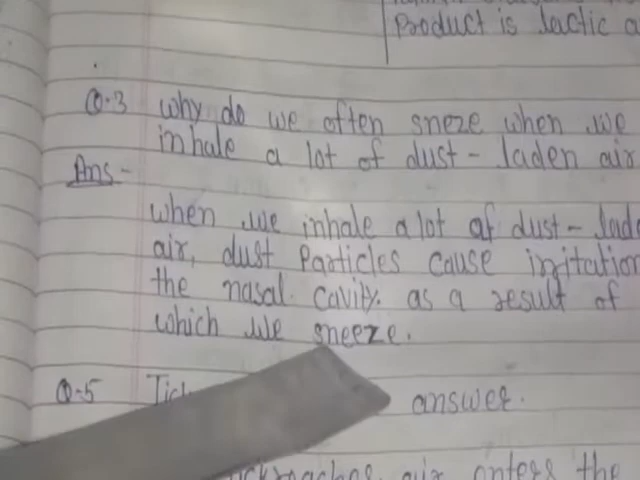 Product is lactic a
Q.3 why do we often sneze when we
inhale a lot of dust - laden air
Ans -
when we inhale a lot of dust - lade
air, dust Particles cause irritation
the nasal cavity. as a result of
which we sneeze.
Q.5 Tick answer.
air enters the